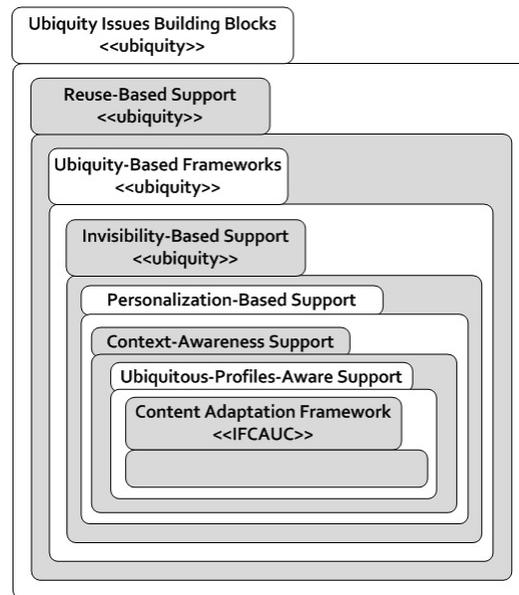 Ubiquity Issues Building Blocks
<<ubiquity>>
Reuse-Based Support
<<ubiquity>>
Ubiquity-Based Frameworks
<<ubiquity>>
Invisibility-Based Support
<<ubiquity>>
Personalization-Based Support
Context-Awareness Support
Ubiquitous-Profiles-Aware Support
Content Adaptation Framework
<<IFCAUC>>